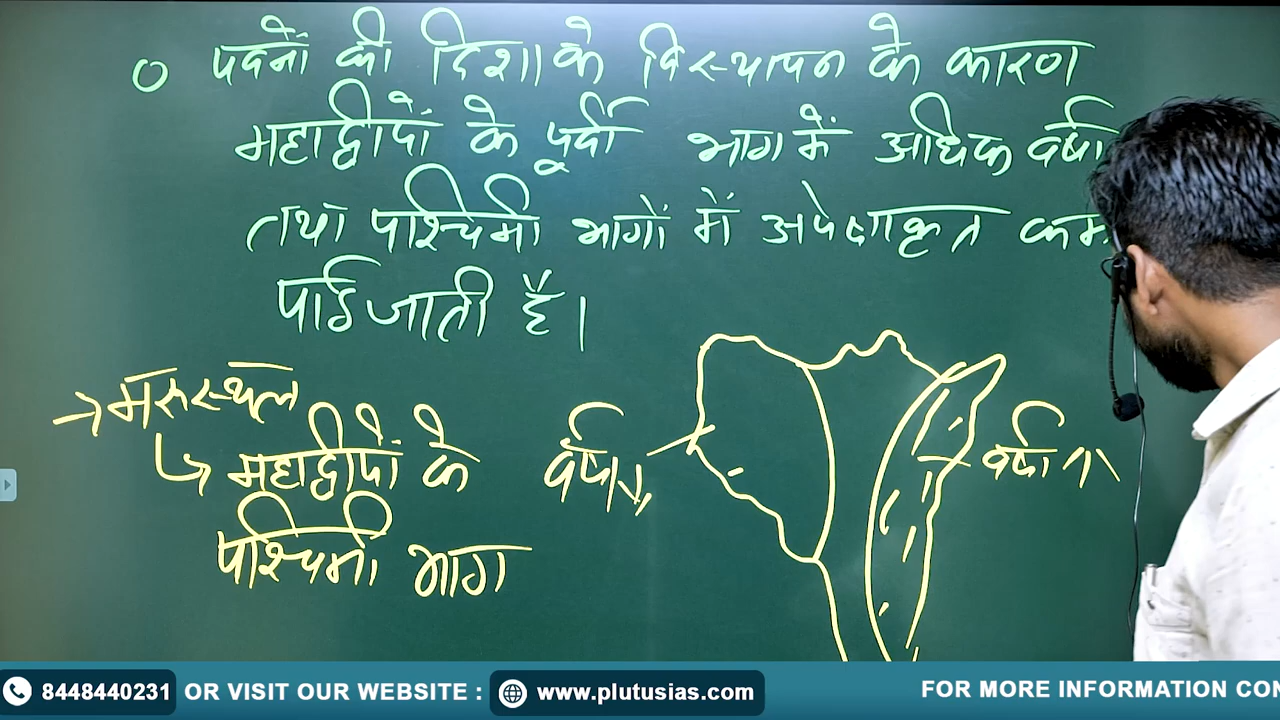 ० पवनों की दिशा के विस्थापन के कारण
महाद्वीपों के पूर्वी भाग में अधिक वर्षा
तथा पश्चिमी भागों में अपेक्षाकृत कम
पाई जाती है।
→ मरुस्थल
↳ महाद्वीपों के
पश्चिमी भाग
वर्षा ↓↓
वर्षा ↑↑
8448440231 OR VISIT OUR WEBSITE : www.plutusias.com FOR MORE INFORMATION CON